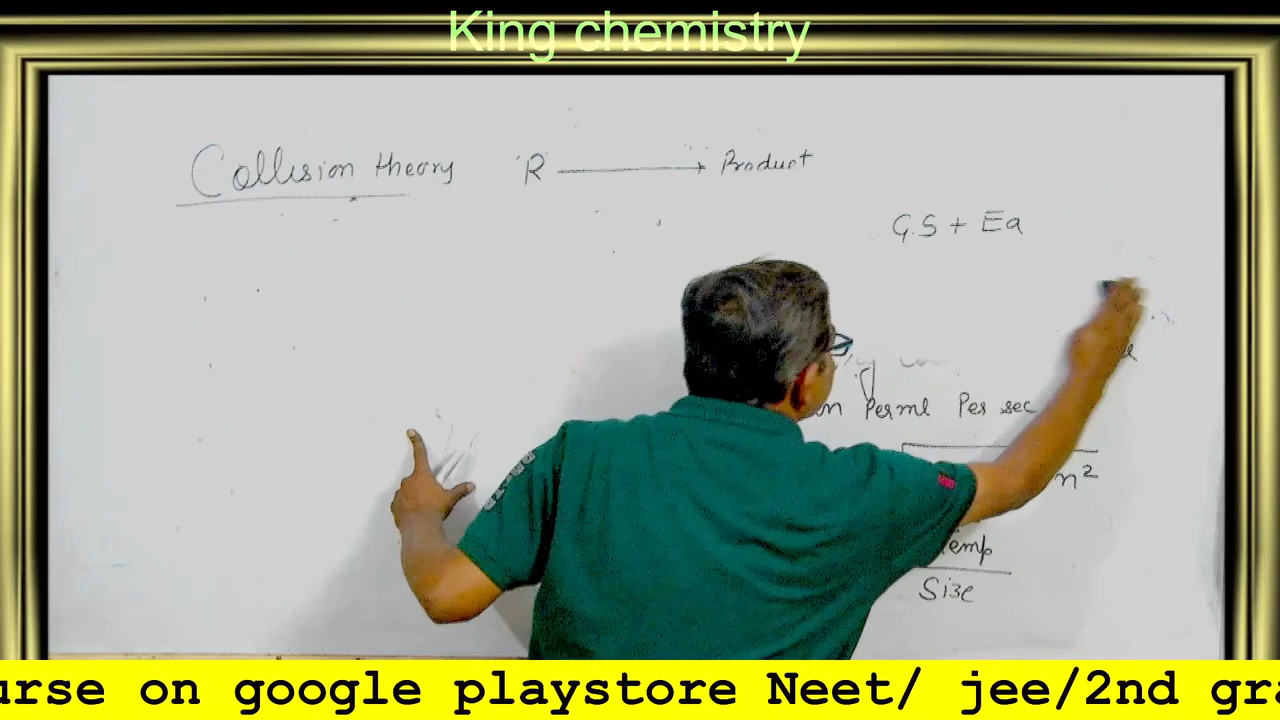 King chemistry
Collision theory R → Product
G.S + Ea
Per ml Per sec
n²
Temp
Size
urse on google playstore Neet/ jee/2nd gra